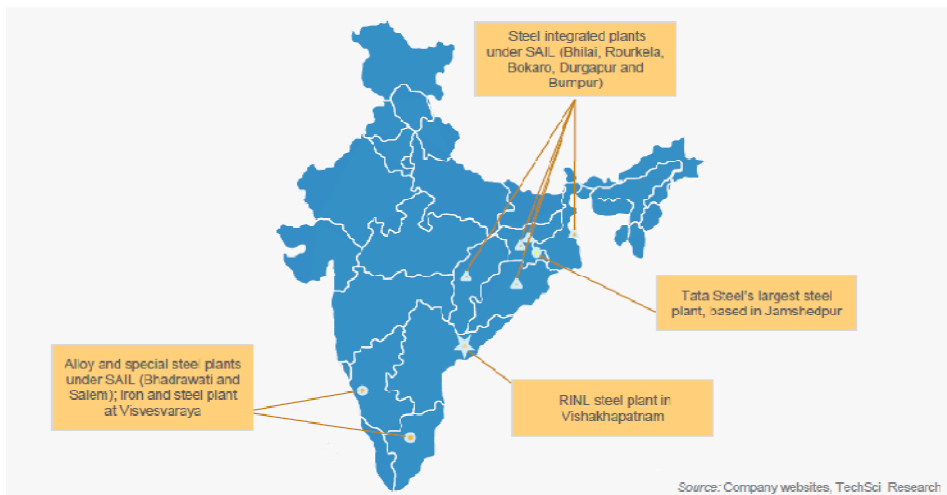 Steel integrated plants
under SAIL (Bhilai, Rourkela,
Bokaro, Durgapur and
Bumpur)
Tata Steel's largest steel
plant, based in Jamshedpur
Alloy and special steel plants
under SAIL (Bhadrawati and
Salem); Iron and steel plant
at Visvesvaraya
RINL steel plant in
Vishakhapatnam
Source: Company websites, TechSci Research